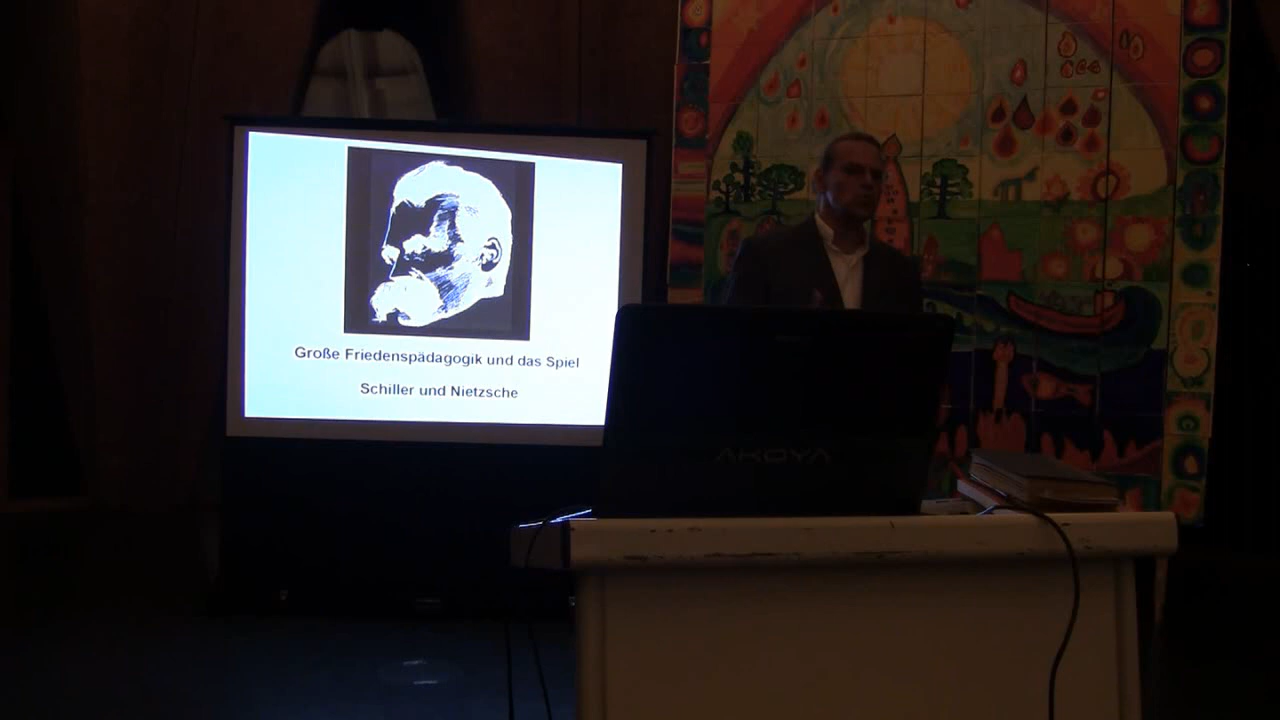 Große Friedenspädagogik und das Spiel
Schiller und Nietzsche
AKOYA